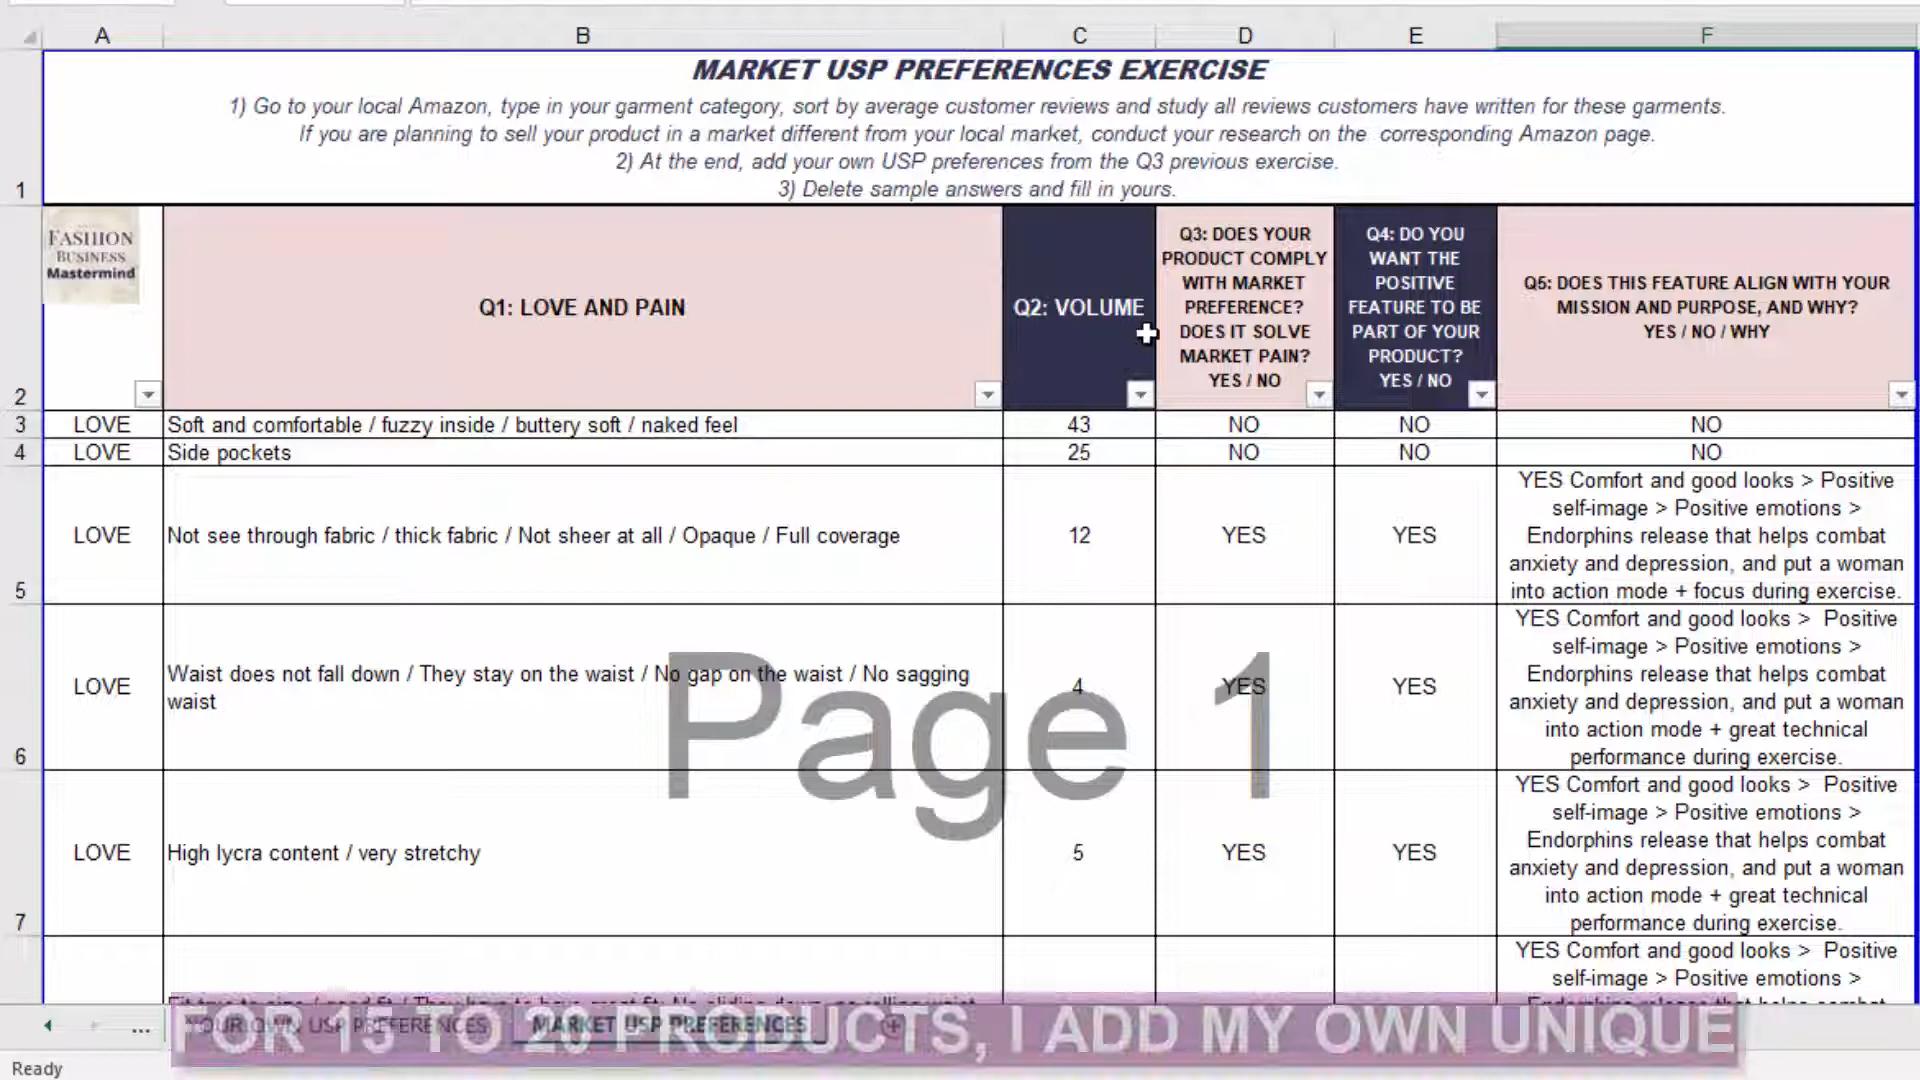 A B C D E F
MARKET USP PREFERENCES EXERCISE
1) Go to your local Amazon, type in your garment category, sort by average customer reviews and study all reviews customers have written for these garments.
If you are planning to sell your product in a market different from your local market, conduct your research on the corresponding Amazon page.
2) At the end, add your own USP preferences from the Q3 previous exercise.
3) Delete sample answers and fill in yours.
1
FASHION
BUSINESS
Mastermind
Q1: LOVE AND PAIN
Q2: VOLUME
Q3: DOES YOUR
PRODUCT COMPLY
WITH MARKET
PREFERENCE?
DOES IT SOLVE
MARKET PAIN?
YES / NO
Q4: DO YOU
WANT THE
POSITIVE
FEATURE TO BE
PART OF YOUR
PRODUCT?
YES / NO
Q5: DOES THIS FEATURE ALIGN WITH YOUR
MISSION AND PURPOSE, AND WHY?
YES / NO / WHY
2
3 LOVE Soft and comfortable / fuzzy inside / buttery soft / naked feel 43 NO NO NO
4 LOVE Side pockets 25 NO NO NO
5 LOVE Not see through fabric / thick fabric / Not sheer at all / Opaque / Full coverage 12 YES YES
YES Comfort and good looks > Positive
self-image > Positive emotions >
Endorphins release that helps combat
anxiety and depression, and put a woman
into action mode + focus during exercise.
6 LOVE Waist does not fall down / They stay on the waist / No gap on the waist / No sagging
waist 4 YES YES
YES Comfort and good looks > Positive
self-image > Positive emotions >
Endorphins release that helps combat
anxiety and depression, and put a woman
into action mode + great technical
performance during exercise.
7 LOVE High lycra content / very stretchy 5 YES YES
YES Comfort and good looks > Positive
self-image > Positive emotions >
Endorphins release that helps combat
anxiety and depression, and put a woman
into action mode + great technical
performance during exercise.
Page 1
YES Comfort and good looks > Positive
self-image > Positive emotions >
... YOUR OWN USP PREFERENCES MARKET USP PREFERENCES
FOR 15 TO 20 PRODUCTS, I ADD MY OWN UNIQUE
Ready